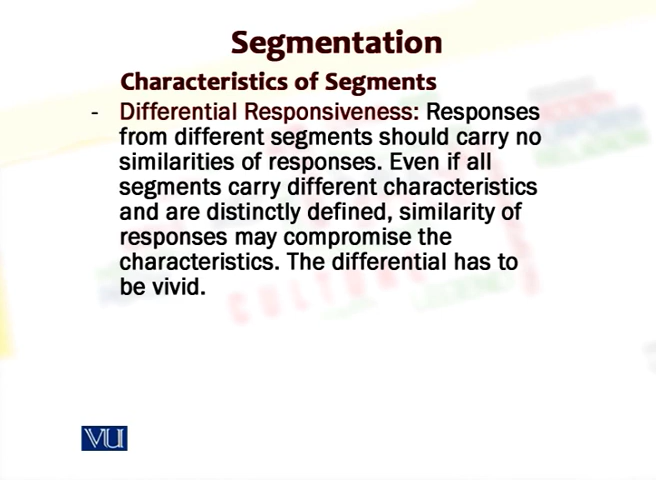 Segmentation
Characteristics of Segments
- Differential Responsiveness: Responses
from different segments should carry no
similarities of responses. Even if all
segments carry different characteristics
and are distinctly defined, similarity of
responses may compromise the
characteristics. The differential has to
be vivid.
VU